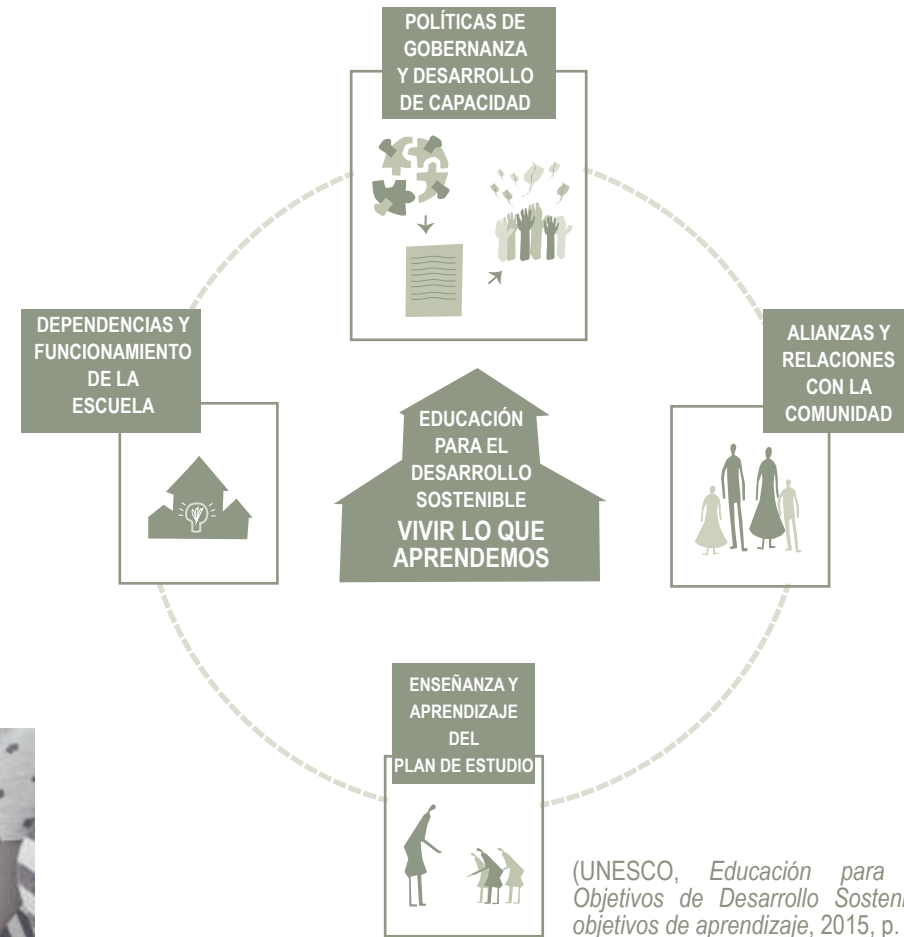 POLÍTICAS DE
GOBERNANZA
Y DESARROLLO
DE CAPACIDAD
DEPENDENCIAS Y
FUNCIONAMIENTO
DE LA
ESCUELA
ALIANZAS Y
RELACIONES
CON LA
COMUNIDAD
EDUCACIÓN
PARA EL
DESARROLLO
SOSTENIBLE
VIVIR LO QUE
APRENDEMOS
ENSEÑANZA Y
APRENDIZAJE
DEL
PLAN DE ESTUDIO
(UNESCO, Educación para
Objetivos de Desarrollo
objetivos de aprendizaje, 2015, p.